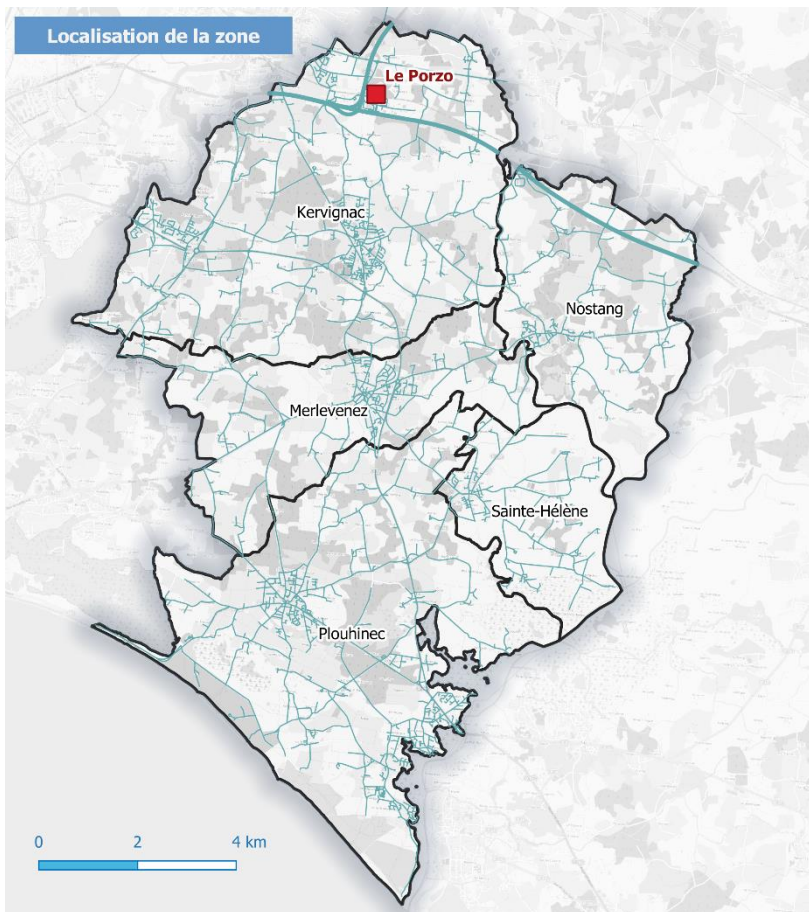 Localisation de la zone
Le Porzo
Kervignac
Nostang
Merlevenez
Sainte-Hélène
Plouhinec
0 2 4 km